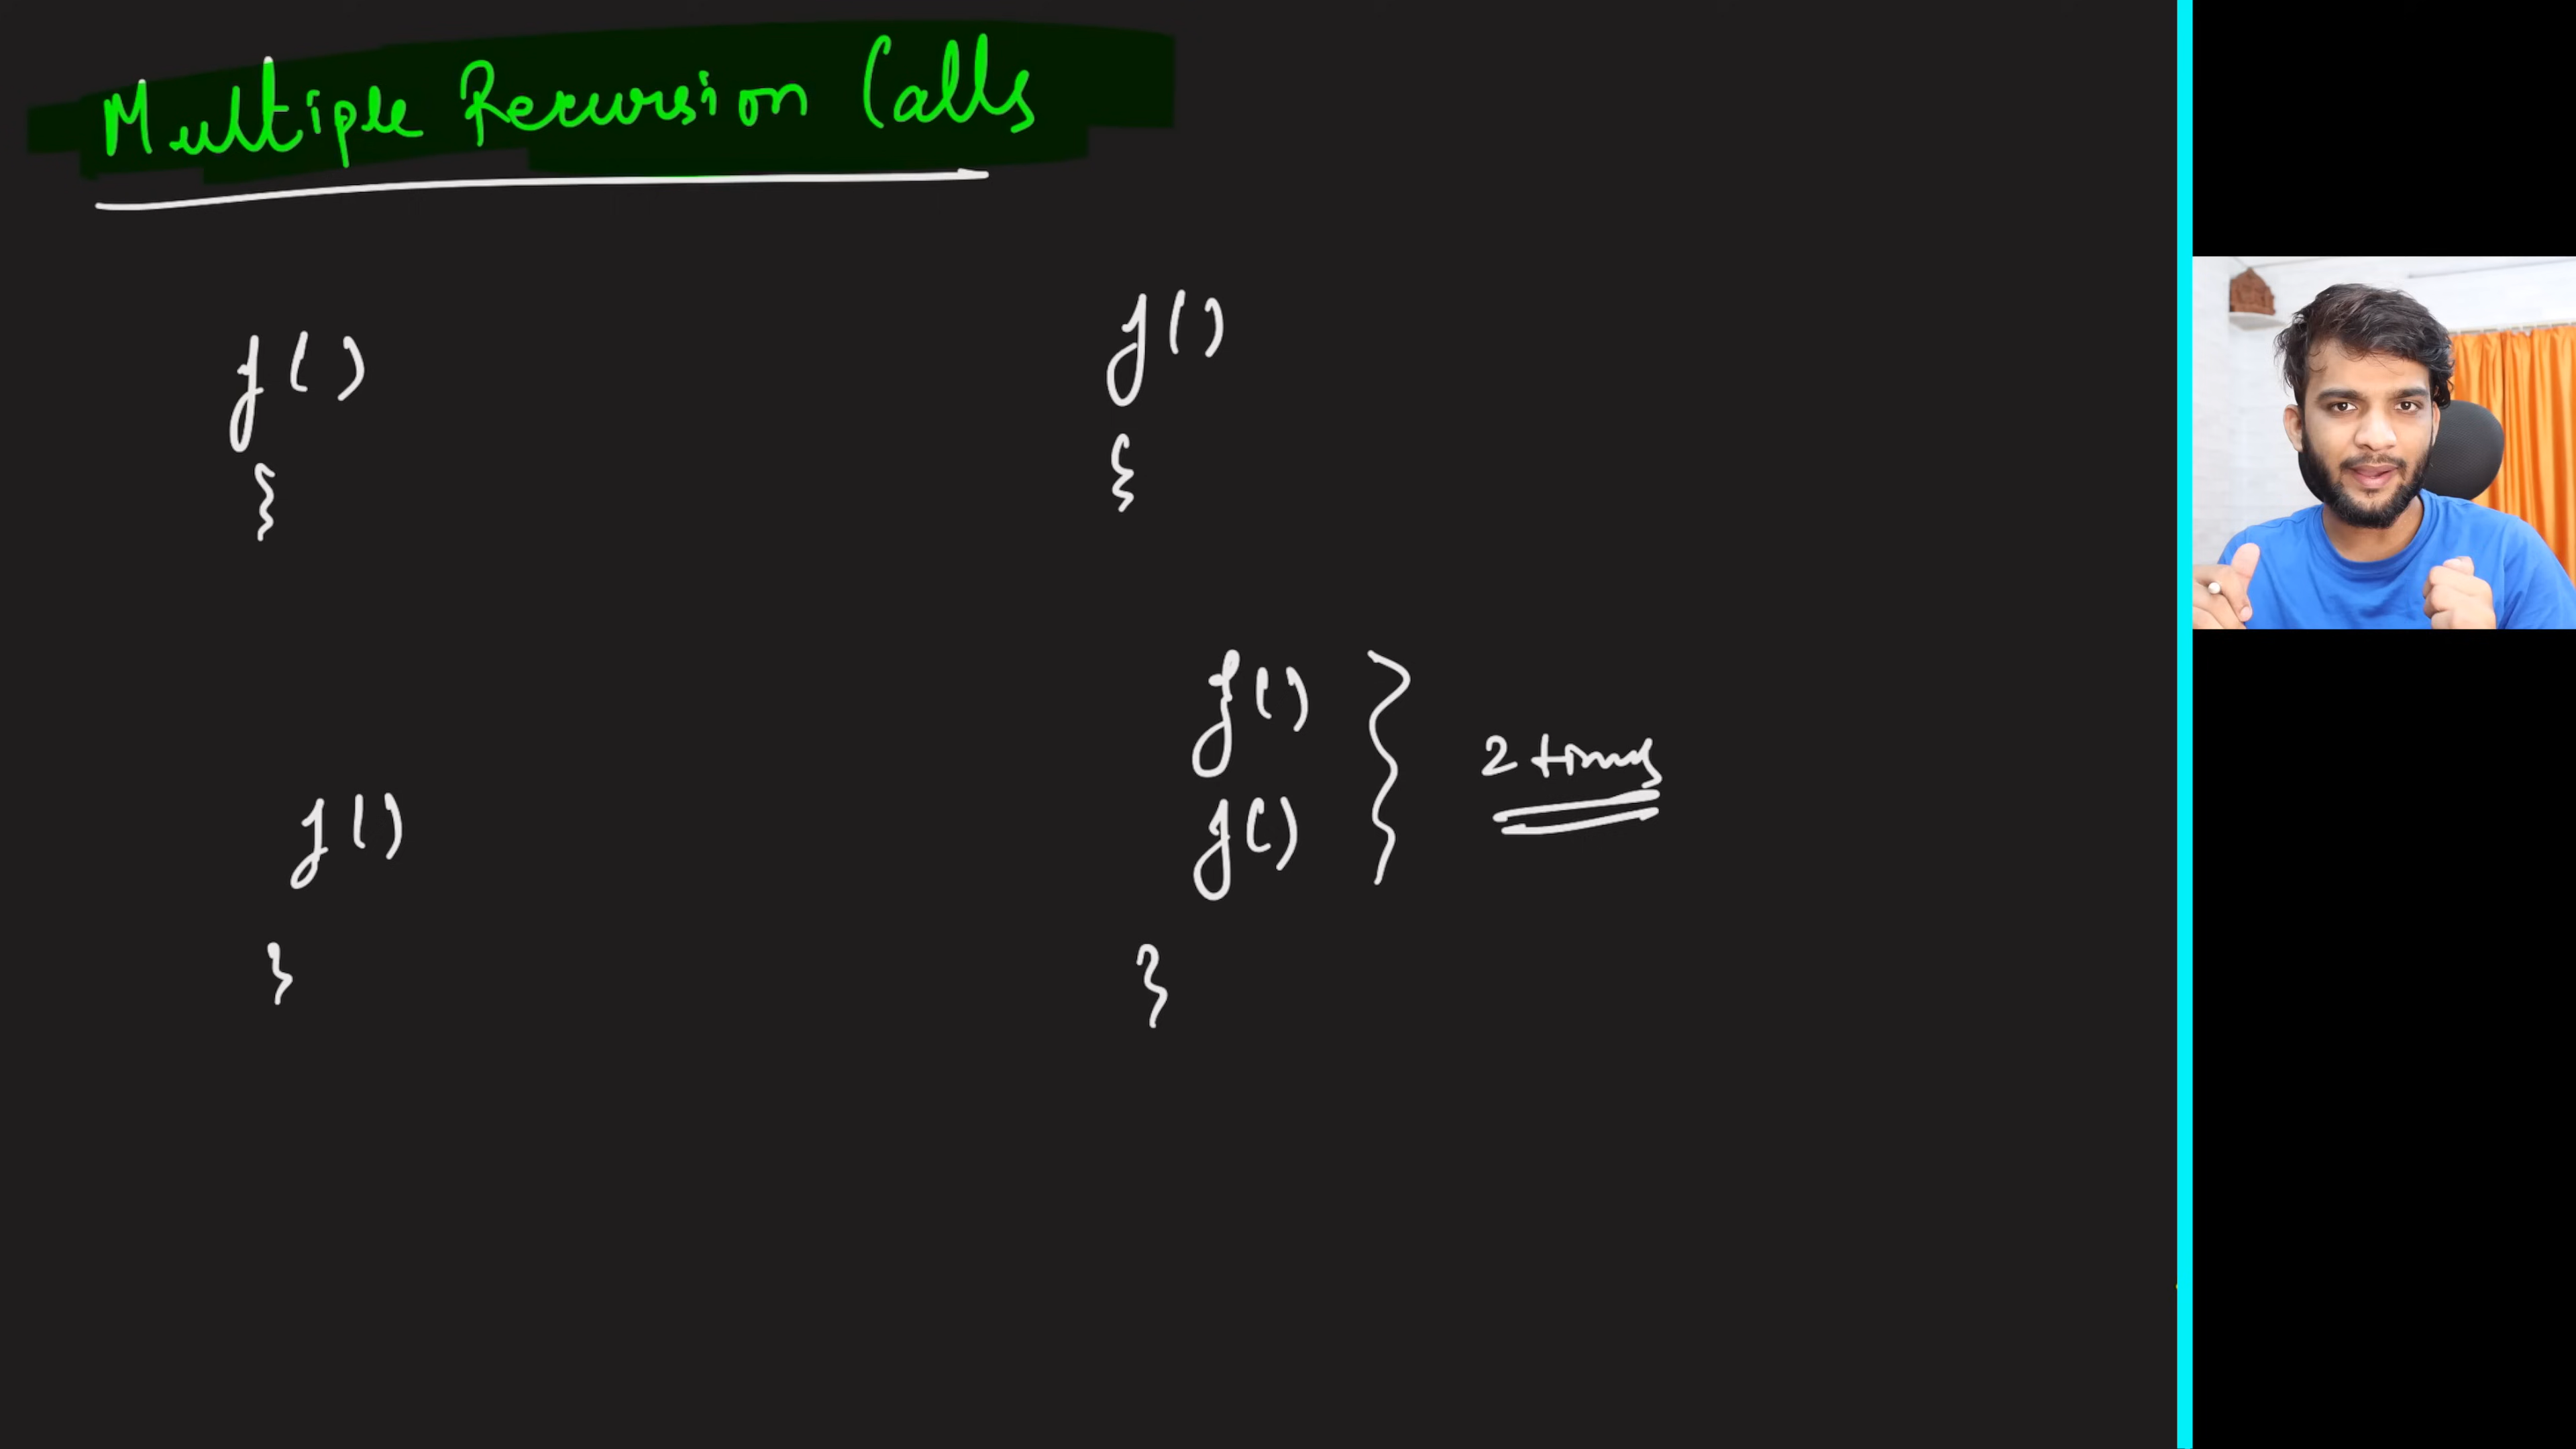 Multiple Recursion Calls
f()
{
f()
}
f()
{
f()
f()
}
} 2 times